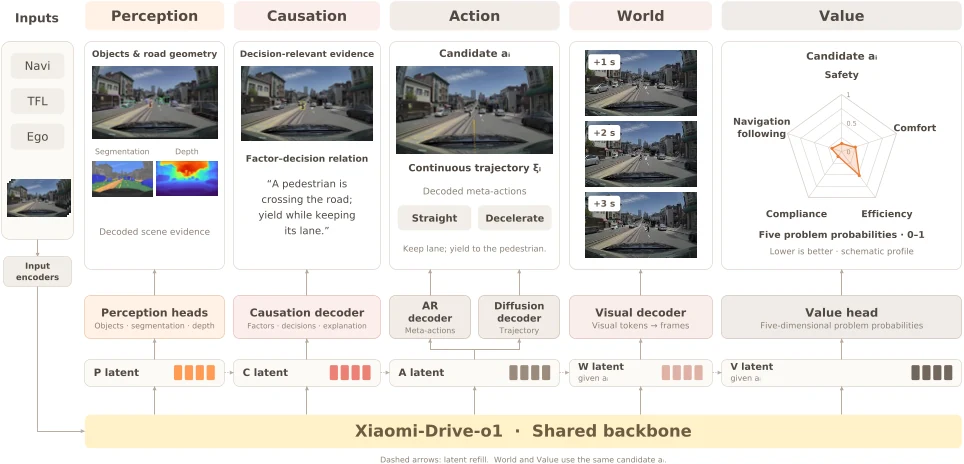 Inputs
Perception
Causation
Action
World
Value
Navi
TFL
Ego
Input
encoders
Objects & road geometry
Segmentation
Depth
Decoded scene evidence
Decision-relevant evidence
Factor–decision relation
“A pedestrian is
crossing the road;
yield while keeping
its lane.”
Candidate aᵢ
Continuous trajectory ξᵢ
Decoded meta-actions
Straight
Decelerate
Keep lane; yield to the pedestrian.
+1 s
+2 s
+3 s
Candidate aᵢ
Safety
1
0.5
0
Navigation
following
Comfort
Compliance
Efficiency
Five problem probabilities · 0–1
Lower is better · schematic profile
Perception heads
Objects · segmentation · depth
Causation decoder
Factors · decisions · explanation
AR
decoder
Meta-actions
Diffusion
decoder
Trajectory
Visual decoder
Visual tokens → frames
Value head
Five-dimensional problem probabilities
P latent
C latent
A latent
W latent
given aᵢ
V latent
given aᵢ
Xiaomi-Drive-o1 · Shared backbone
Dashed arrows: latent refill. World and Value use the same candidate aᵢ.